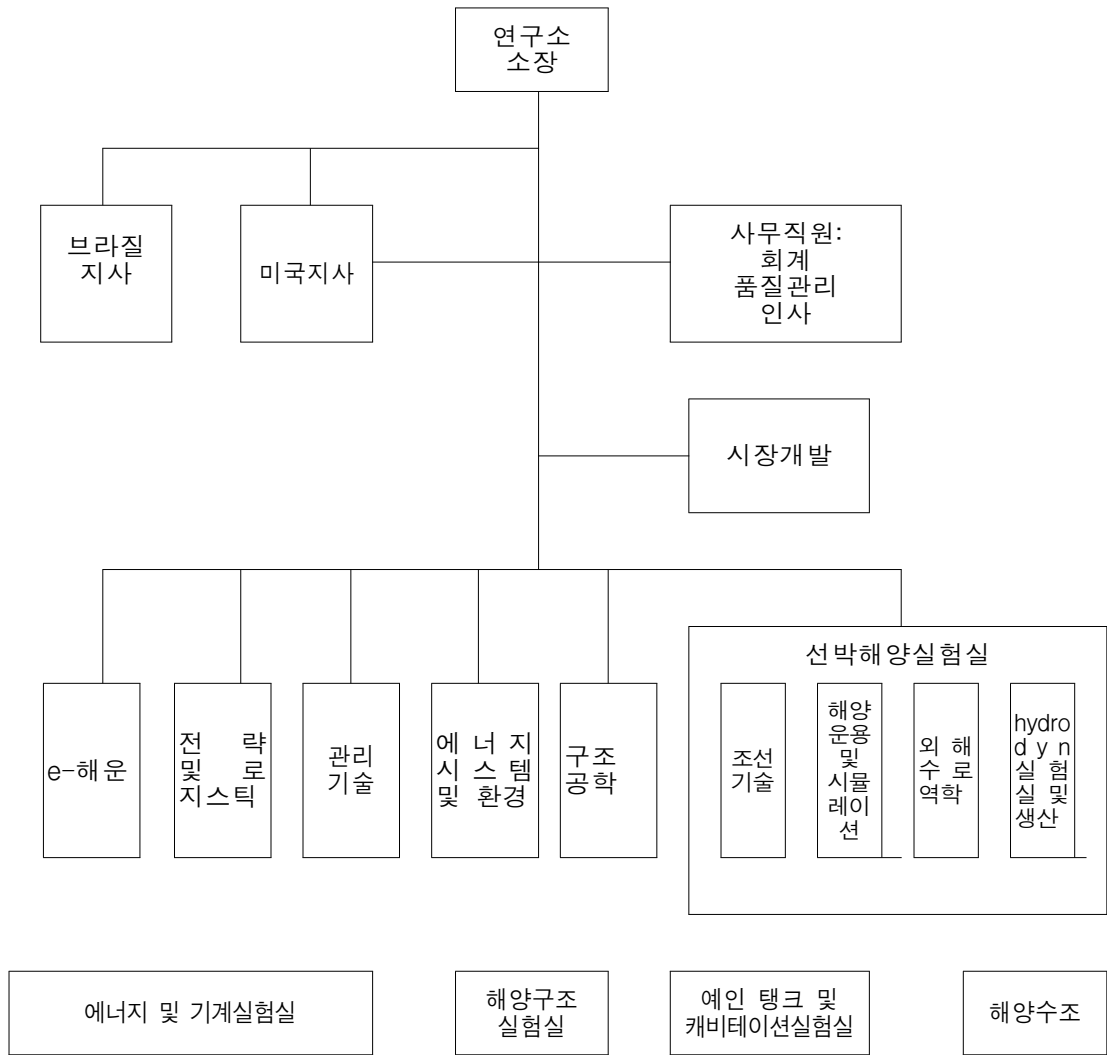 연구소
소장
브라질
지사
미국지사
사무직원:
회계
품질관리
인사
시장개발
선박해양실험실
e-해운
전 략
및 로
지스틱
관리
기술
에 너 지
시 스 템
및 환경
구조
공학
조선
기술
해양
운용
및
시뮬
레이
션
외 해
수 로
역학
hydro
d y n
실 험
실 및
생산
에너지 및 기계실험실
해양구조
실험실
예인 탱크 및
캐비테이션실험실
해양수조